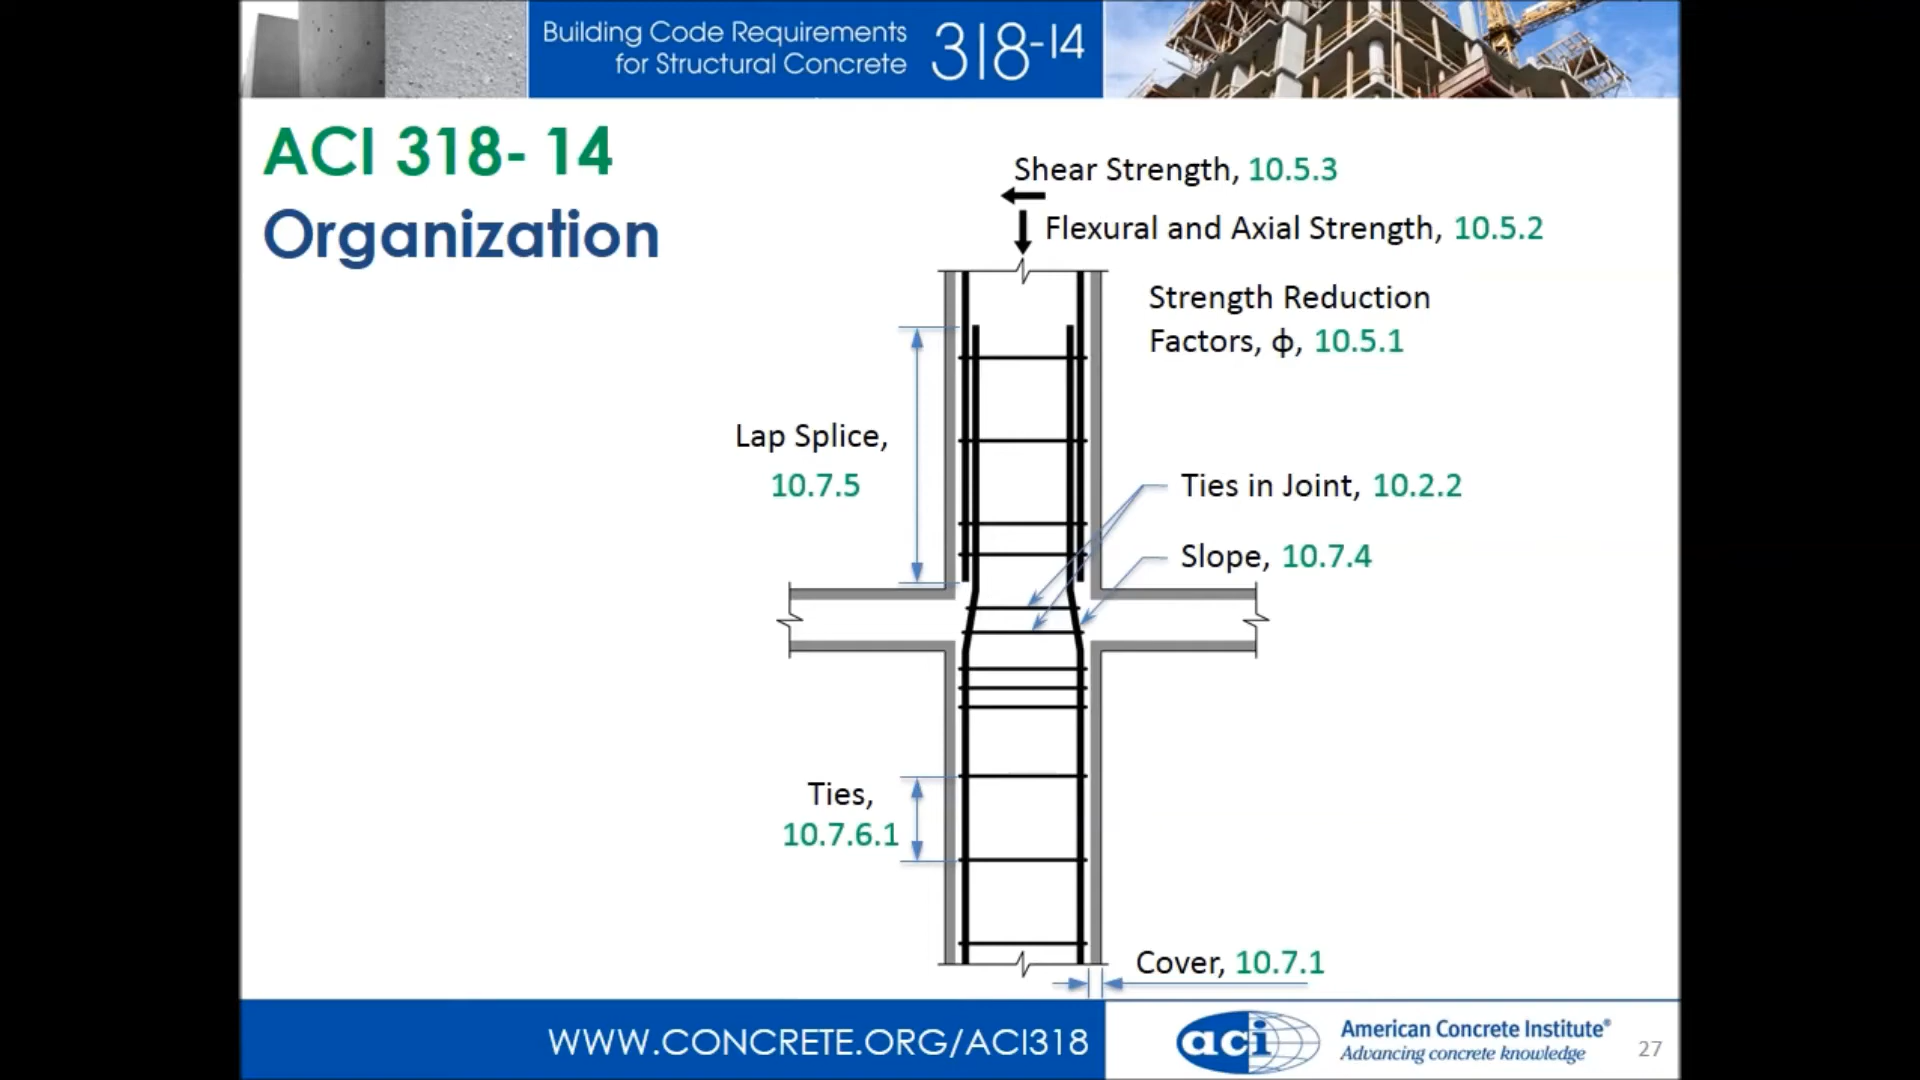 Building Code Requirements
for Structural Concrete
318-14
ACI 318- 14
Organization
Shear Strength, 10.5.3
Flexural and Axial Strength, 10.5.2
Strength Reduction
Factors, ϕ, 10.5.1
Lap Splice,
10.7.5
Ties in Joint, 10.2.2
Slope, 10.7.4
Ties,
10.7.6.1
Cover, 10.7.1
WWW.CONCRETE.ORG/ACI318
aci
American Concrete Institute®
Advancing concrete knowledge
27